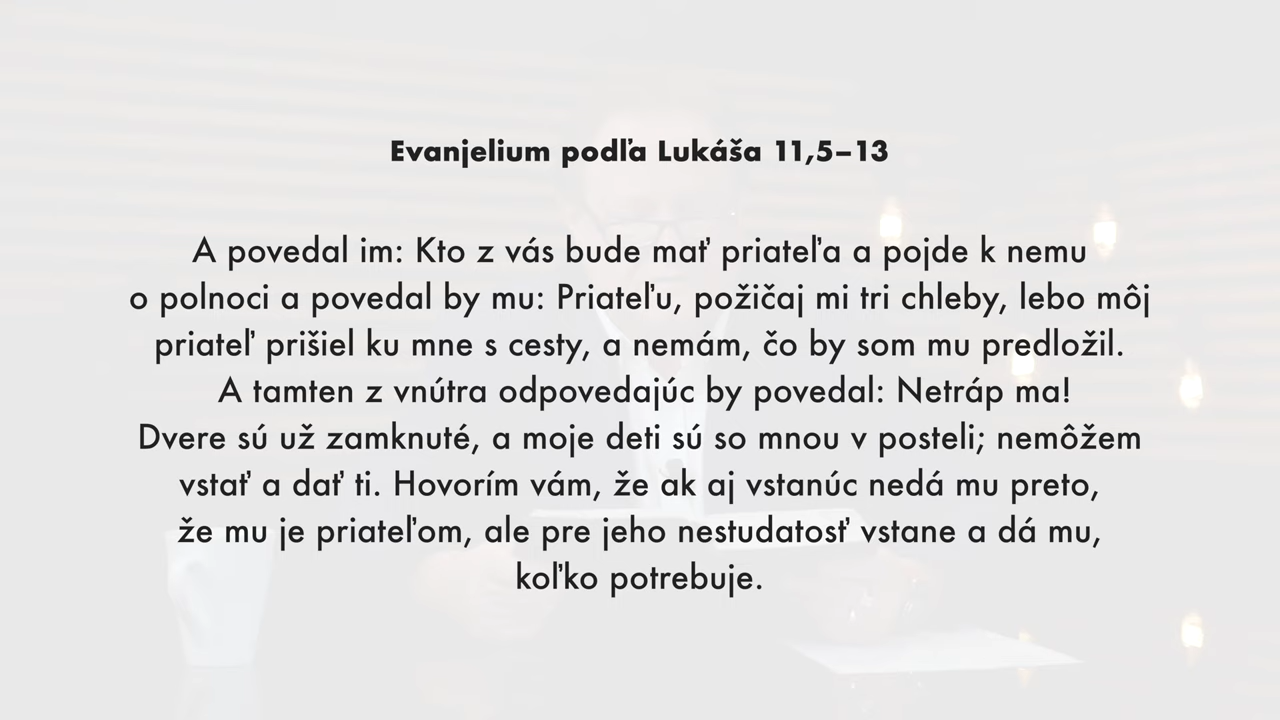 Evanjelium podľa Lukáša 11,5–13
A povedal im: Kto z vás bude mať priateľa a pojde k nemu
o polnoci a povedal by mu: Priateľu, požičaj mi tri chleby, lebo môj
priateľ prišiel ku mne s cesty, a nemám, čo by som mu predložil.
A tamten z vnútra odpovedajúc by povedal: Netráp ma!
Dvere sú už zamknuté, a moje deti sú so mnou v posteli; nemôžem
vstať a dať ti. Hovorím vám, že ak aj vstanúc nedá mu preto,
že mu je priateľom, ale pre jeho nestudatosť vstane a dá mu,
koľko potrebuje.